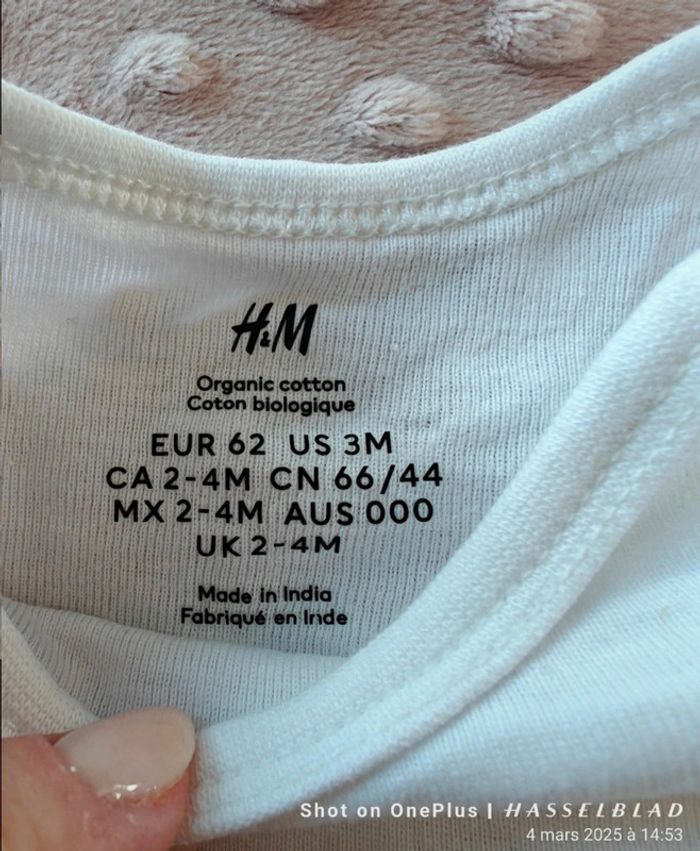 H&M
Organic cotton
Coton biologique
EUR 62 US 3M
CA 2-4M CN 66/44
MX 2-4M AUS 000
UK 2-4M
Made in India
Fabriqué en Inde
Shot on OnePlus | HASSELBLAD
4 mars 2025 à 14:53